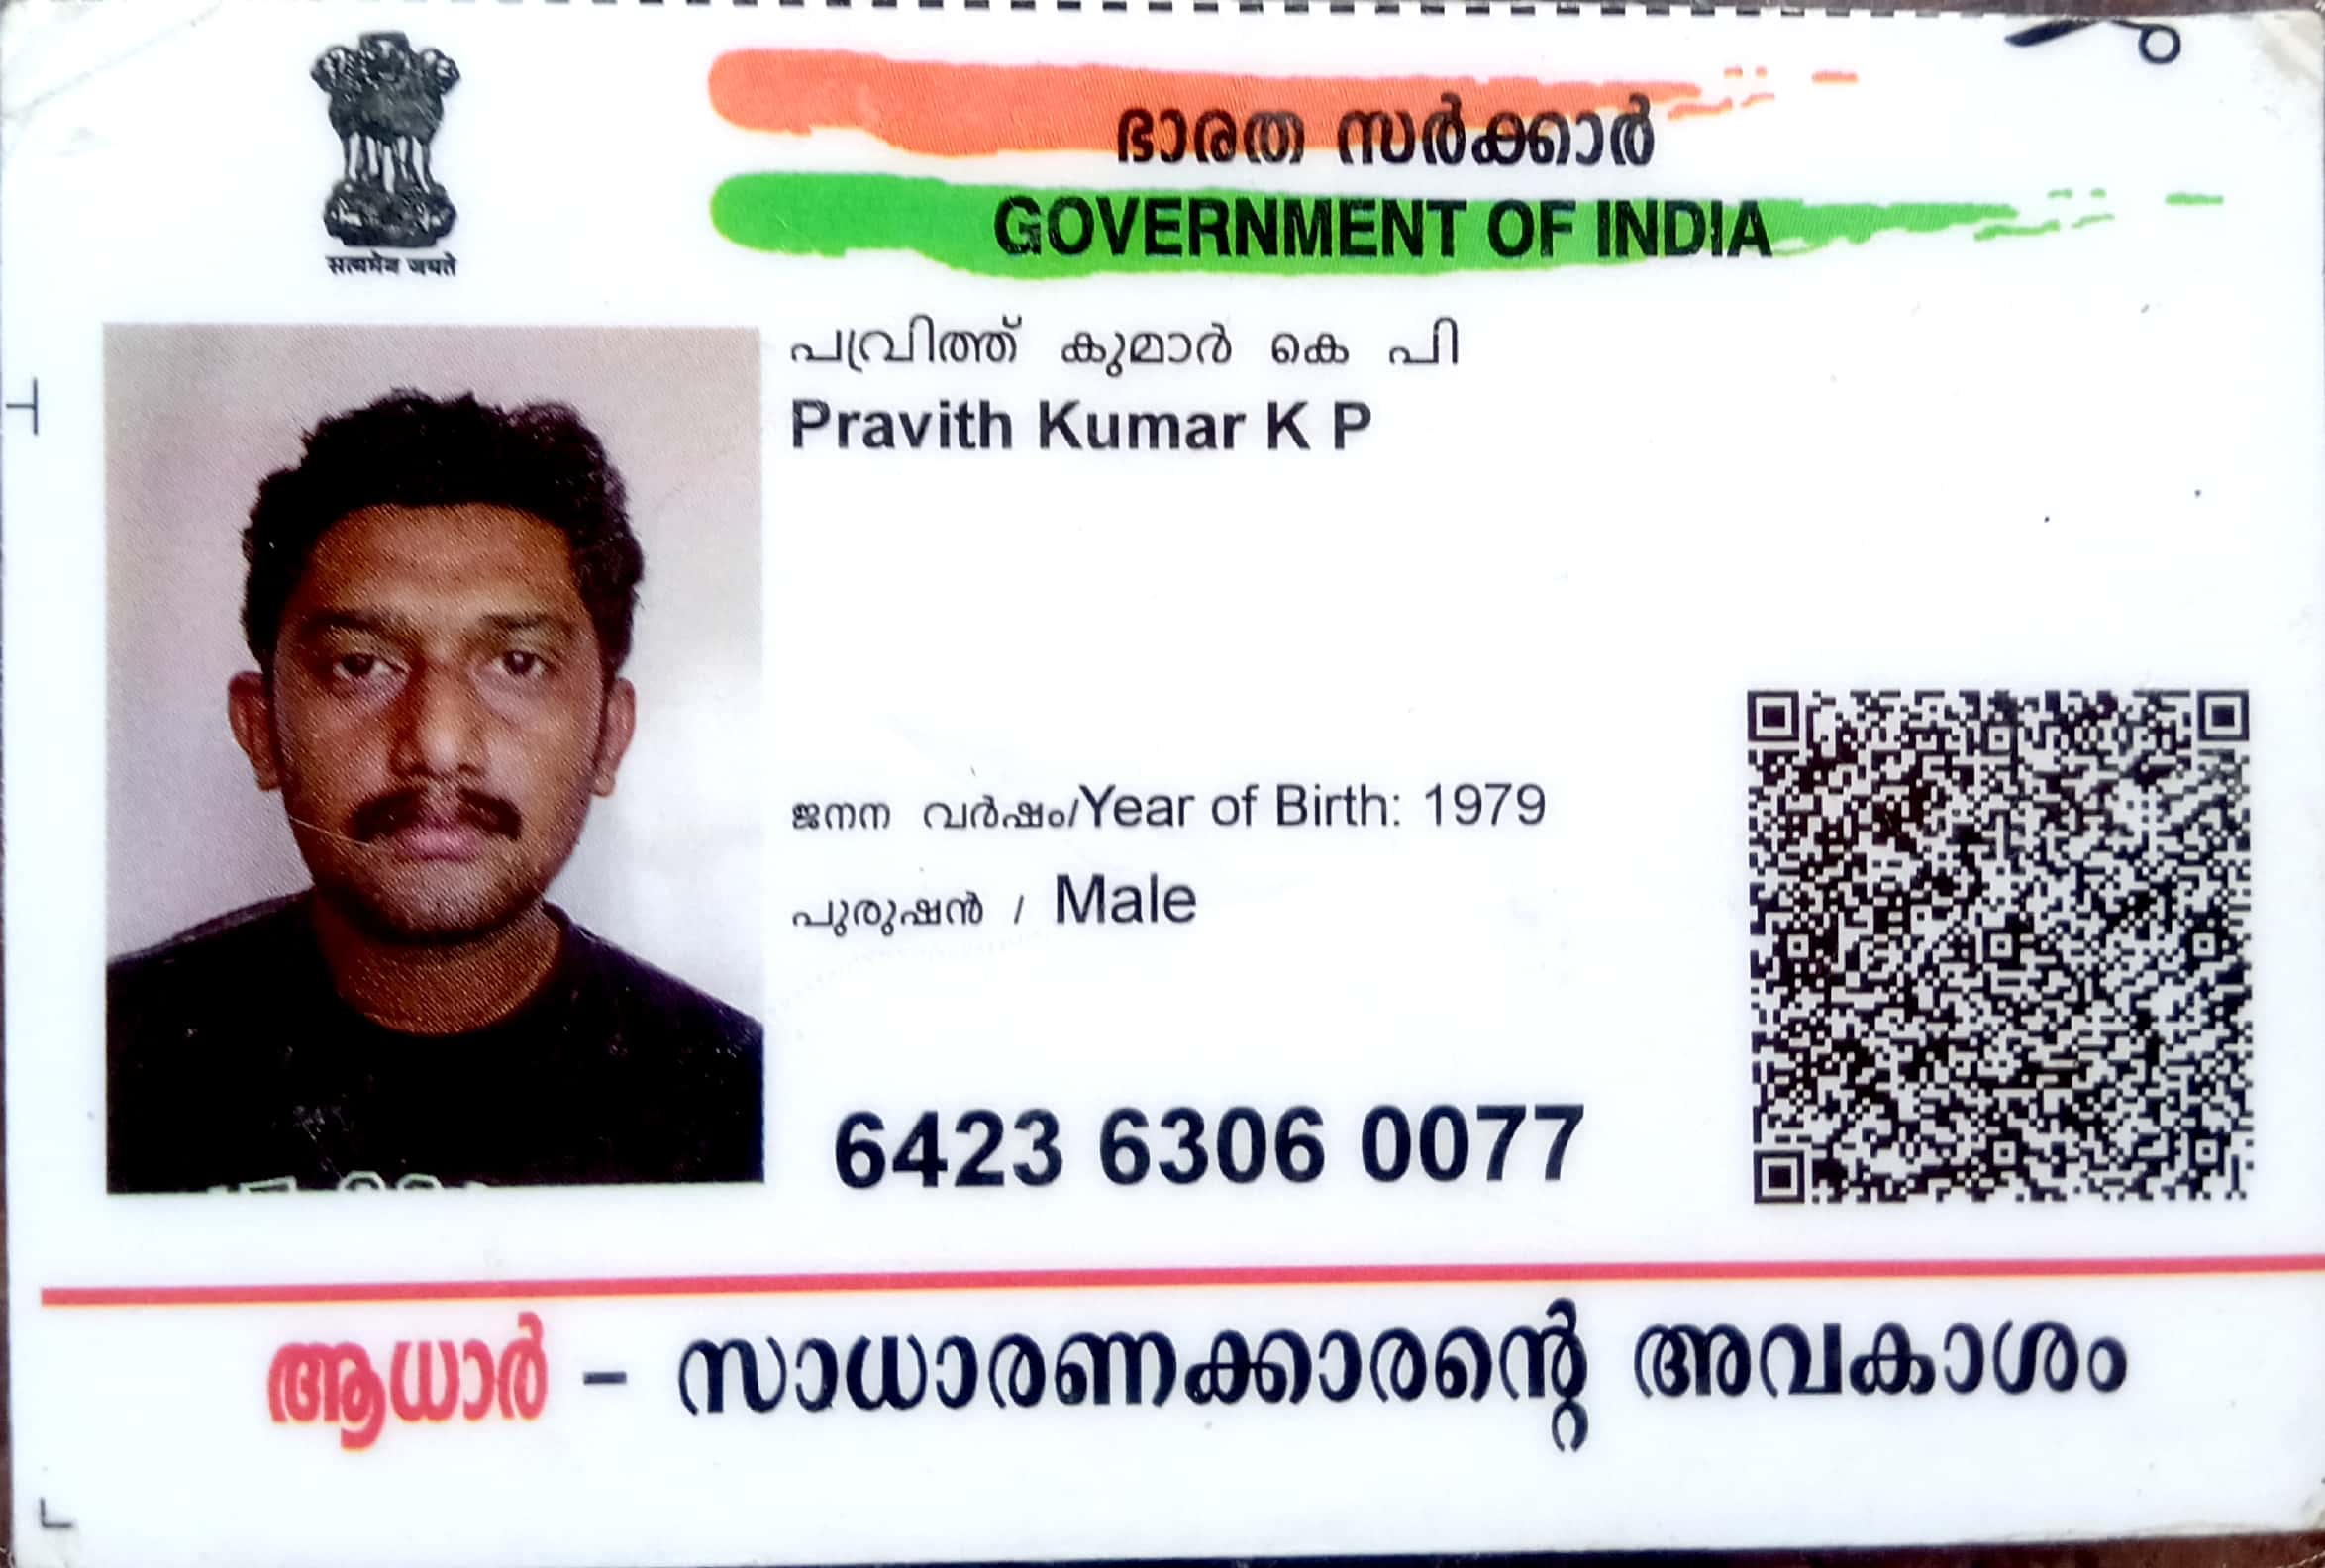 सत्यमेव जयते
ഭാരത സർക്കാർ
GOVERNMENT OF INDIA
പവ്രിത്ത് കുമാർ കെ പി
Pravith Kumar K P
ജനന വർഷം/Year of Birth: 1979
പുരുഷൻ / Male
6423 6306 0077
ആധാർ – സാധാരണക്കാരന്റെ അവകാശം